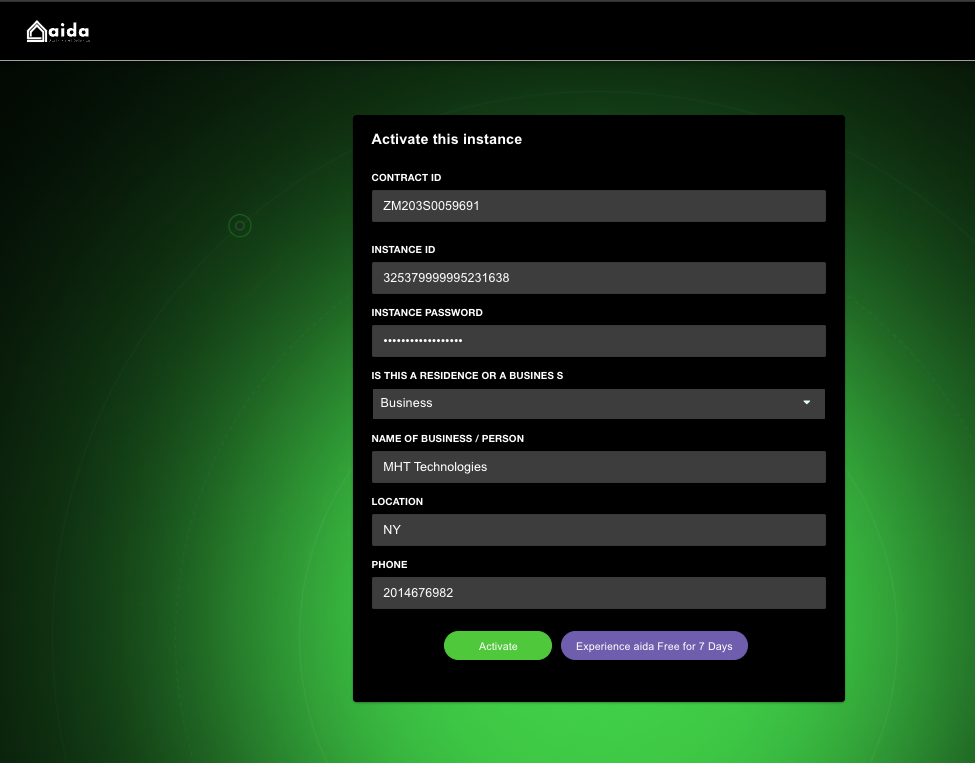 aida
Activate this instance
CONTRACT ID
ZM203S0059691
INSTANCE ID
325379999995231638
INSTANCE PASSWORD
••••••••••••••••••
IS THIS A RESIDENCE OR A BUSINES S
Business
NAME OF BUSINESS / PERSON
MHT Technologies
LOCATION
NY
PHONE
2014676982
Activate
Experience aida Free for 7 Days